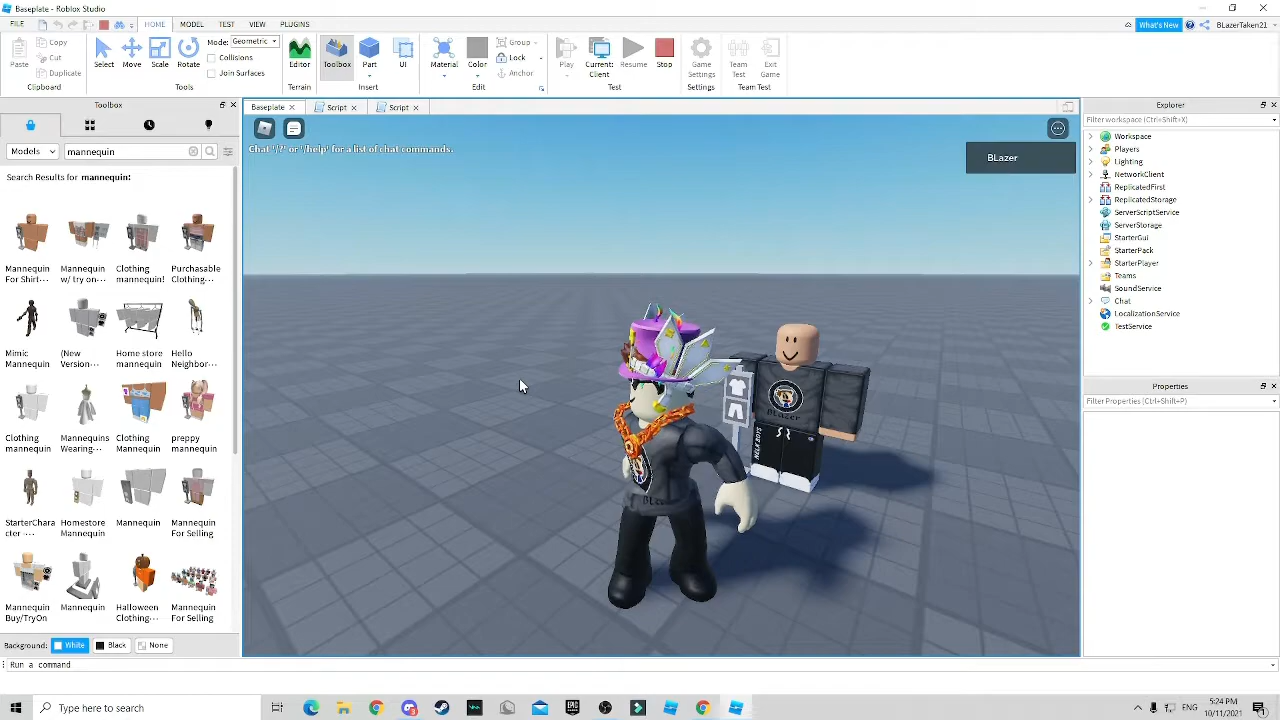 Baseplate - Roblox Studio
FILE HOME MODEL TEST VIEW PLUGINS What's New BLazerTaken21
Paste Copy Cut Duplicate Select Move Scale Rotate Mode: Geometric Collisions Join Surfaces Editor Toolbox Part UI Material Color Group Lock Anchor Play Current: Client Resume Stop Game Settings Team Test Exit Game
Clipboard Tools Terrain Insert Edit Test Settings Team Test
Toolbox
Models mannequin
Search Results for mannequin:
Mannequin For Shirt... Mannequin w/ try on... Clothing mannequin! Purchasable Clothing...
Mimic Mannequin (New Version... Home store mannequin Hello Neighbor...
Clothing mannequin Mannequins Wearing... Clothing Mannequin preppy mannequin
StarterCharacter -... Homestore Mannequin Mannequin Mannequin For Selling
Mannequin Buy/TryOn Mannequin Halloween Clothing... Mannequin For Selling
Background: White Black None
Baseplate Script Script
Chat '/?' or '/help' for a list of chat commands.
BLazer
BLazer
Explorer
Filter workspace (Ctrl+Shift+X)
Workspace
Players
Lighting
NetworkClient
ReplicatedFirst
ReplicatedStorage
ServerScriptService
ServerStorage
StarterGui
StarterPack
StarterPlayer
Teams
SoundService
Chat
LocalizationService
TestService
Properties
Filter Properties (Ctrl+Shift+P)
Run a command
Type here to search
ENG
5:24 PM
10/11/2021